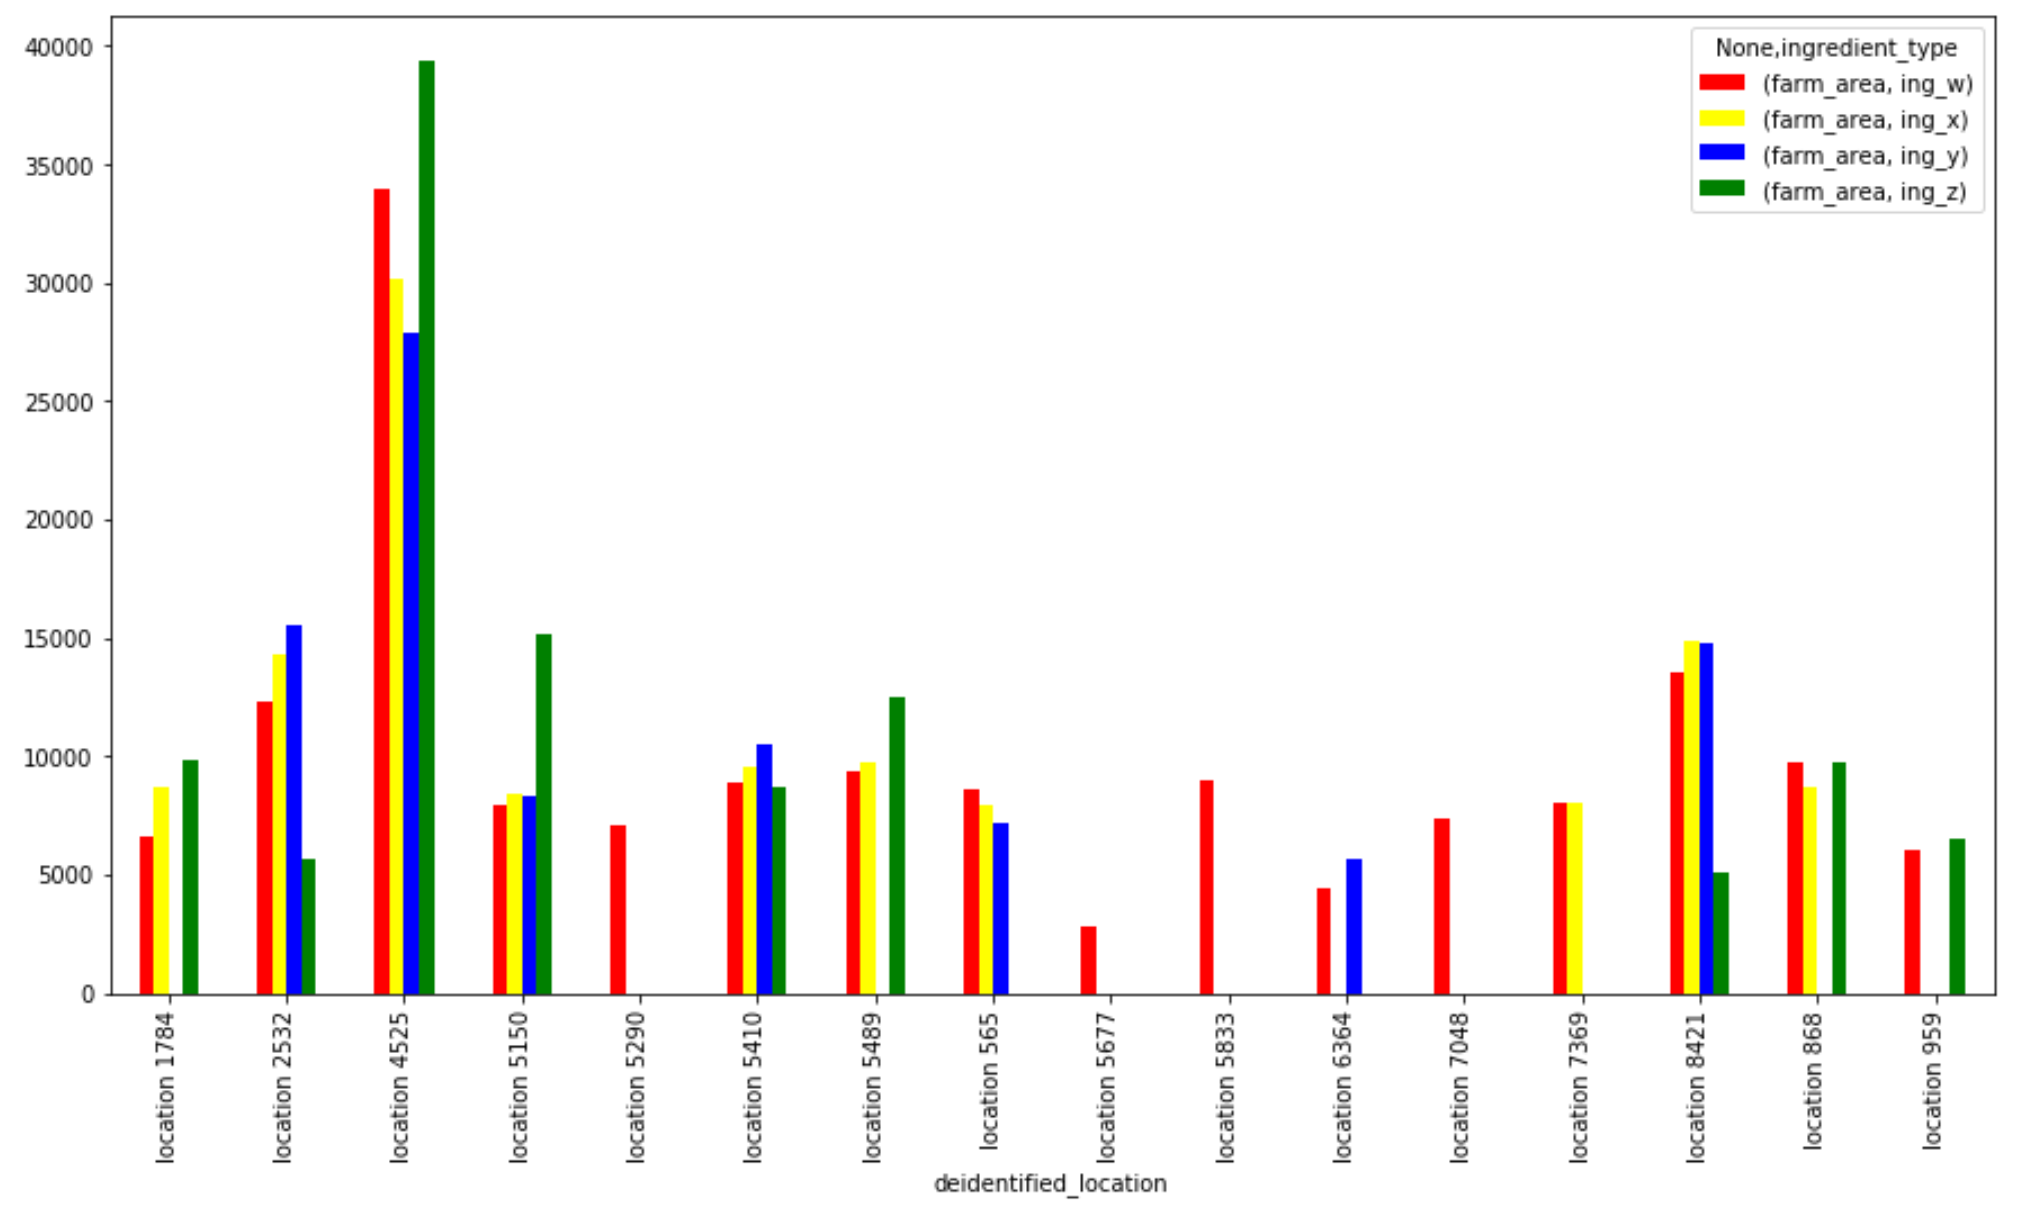 40000
35000
30000
25000
20000
15000
10000
5000
0
None,ingredient_type
(farm_area, ing_w)
(farm_area, ing_x)
(farm_area, ing_y)
(farm_area, ing_z)
location 1784
location 2532
location 4525
location 5150
location 5290
location 5410
location 5489
location 565
location 5677
location 5833
location 6364
location 7048
location 7369
location 8421
location 868
location 959
deidentified_location